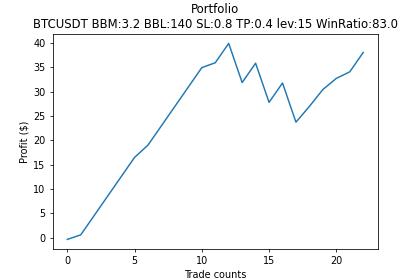 Portfolio
BTCUSDT BBM:3.2 BBL:140 SL:0.8 TP:0.4 lev:15 WinRatio:83.0
40
35
30
25
20
15
10
5
0
Profit ($)
0 5 10 15 20
Trade counts